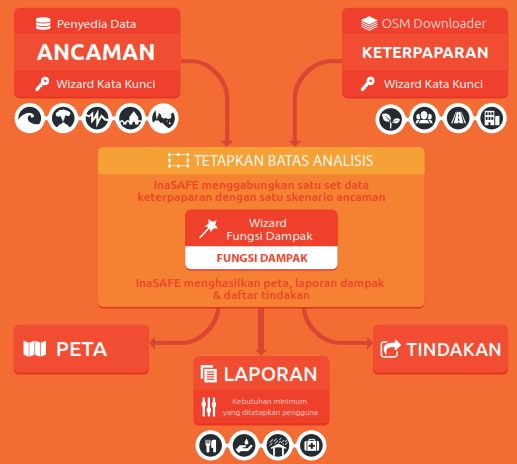 Penyedia Data
ANCAMAN
Wizard Kata Kunci
OSM Downloader
KETERPAPARAN
Wizard Kata Kunci
TETAPKAN BATAS ANALISIS
InaSAFE menggabungkan satu set data
keterpaparan dengan satu skenario ancaman
Wizard
Fungsi Dampak
FUNGSI DAMPAK
InaSAFE menghasilkan peta, laporan dampak
& daftar tindakan
PETA
LAPORAN
Kebutuhan minimum
yang ditetapkan pengguna
TINDAKAN